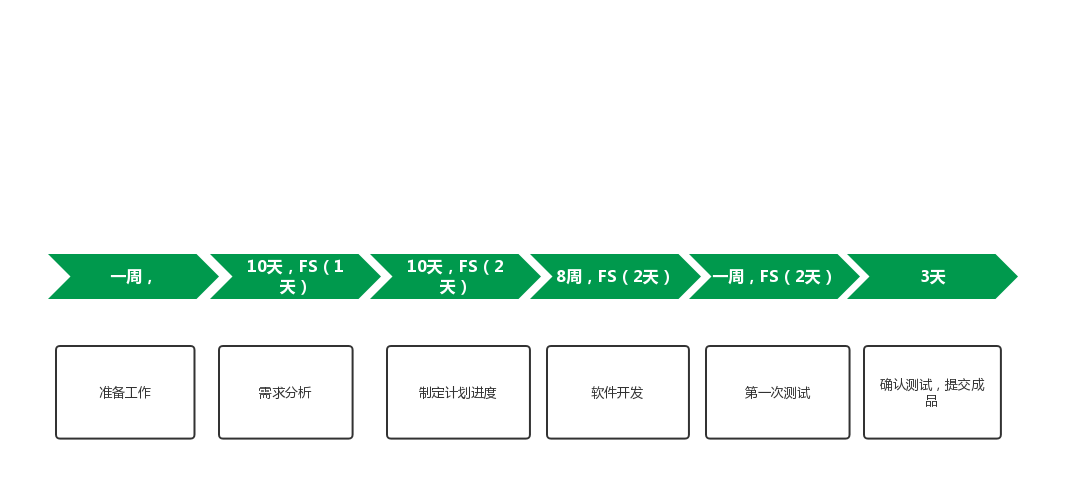 一周，
10天，FS（1
天）
10天，FS（2
天）
8周，FS（2天）
一周，FS（2天）
3天
准备工作
需求分析
制定计划进度
软件开发
第一次测试
确认测试，提交成
品